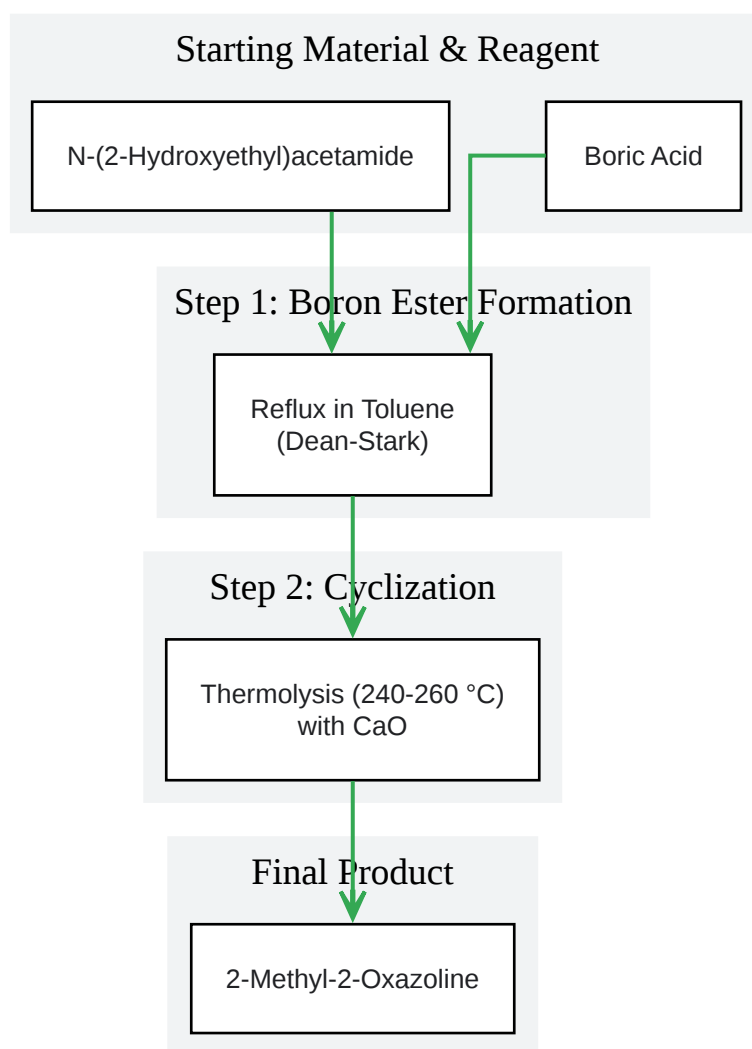 Starting Material & Reagent
N-(2-Hydroxyethyl)acetamide
Boric Acid
Step 1: Boron Ester Formation
Reflux in Toluene
(Dean-Stark)
Step 2: Cyclization
Thermolysis (240-260 °C)
with CaO
Final Product
2-Methyl-2-Oxazoline